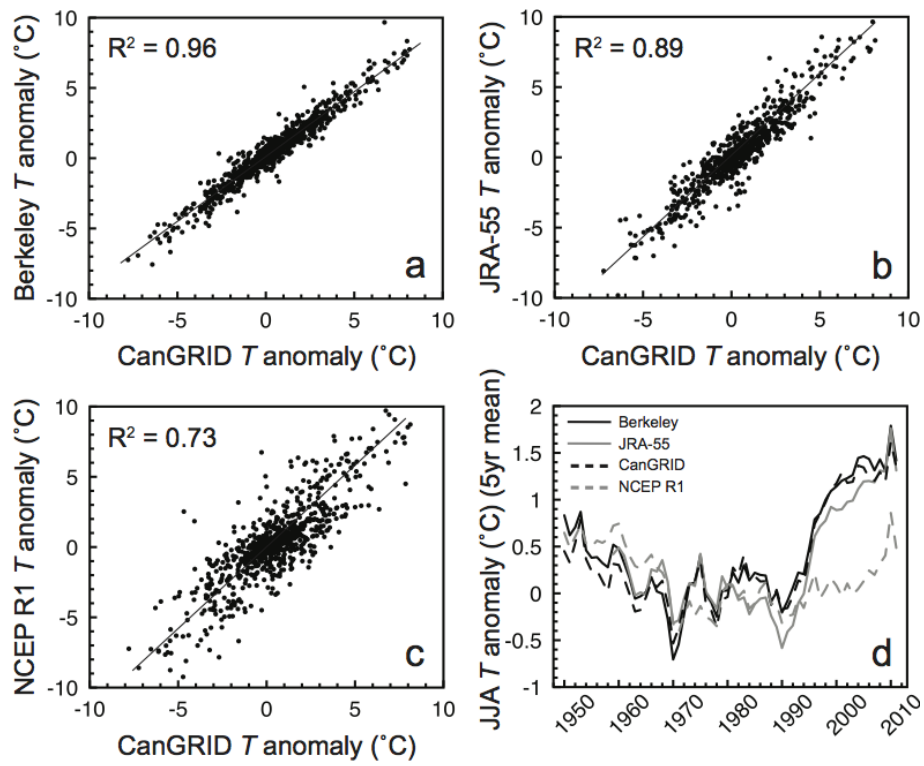 R² = 0.96
Berkeley T anomaly (˚C)
10
5
0
-5
-10
-10
-5
0
5
10
a
CanGRID T anomaly (˚C)
R² = 0.89
JRA-55 T anomaly (˚C)
10
5
0
-5
-10
-10
-5
0
5
10
b
CanGRID T anomaly (˚C)
R² = 0.73
NCEP R1 T anomaly (˚C)
10
5
0
-5
-10
-10
-5
0
5
10
c
CanGRID T anomaly (˚C)
JJA T anomaly (˚C) (5yr mean)
2
1.5
1
0.5
0
-0.5
-1
Berkeley
JRA-55
CanGRID
NCEP R1
d
1950
1960
1970
1980
1990
2000
2010